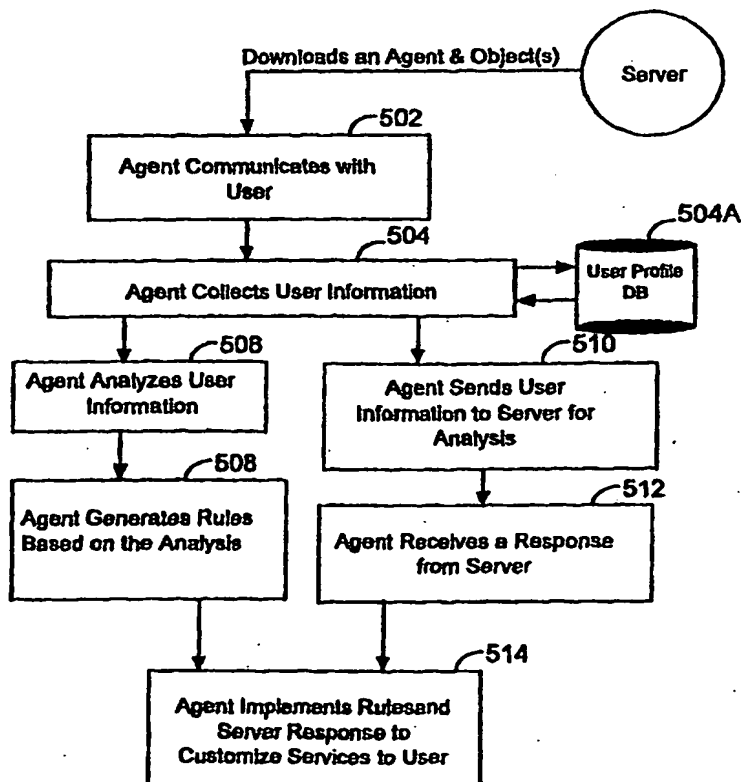 Downloads an Agent & Object(s)
Server
502
Agent Communicates with
User
504
Agent Collects User Information
504A
User Profile
DB
508
Agent Analyzes User
Information
510
Agent Sends User
Information to Server for
Analysis
508
Agent Generates Rules
Based on the Analysis
512
Agent Receives a Response
from Server
514
Agent Implements Rulesand
Server Response to
Customize Services to User